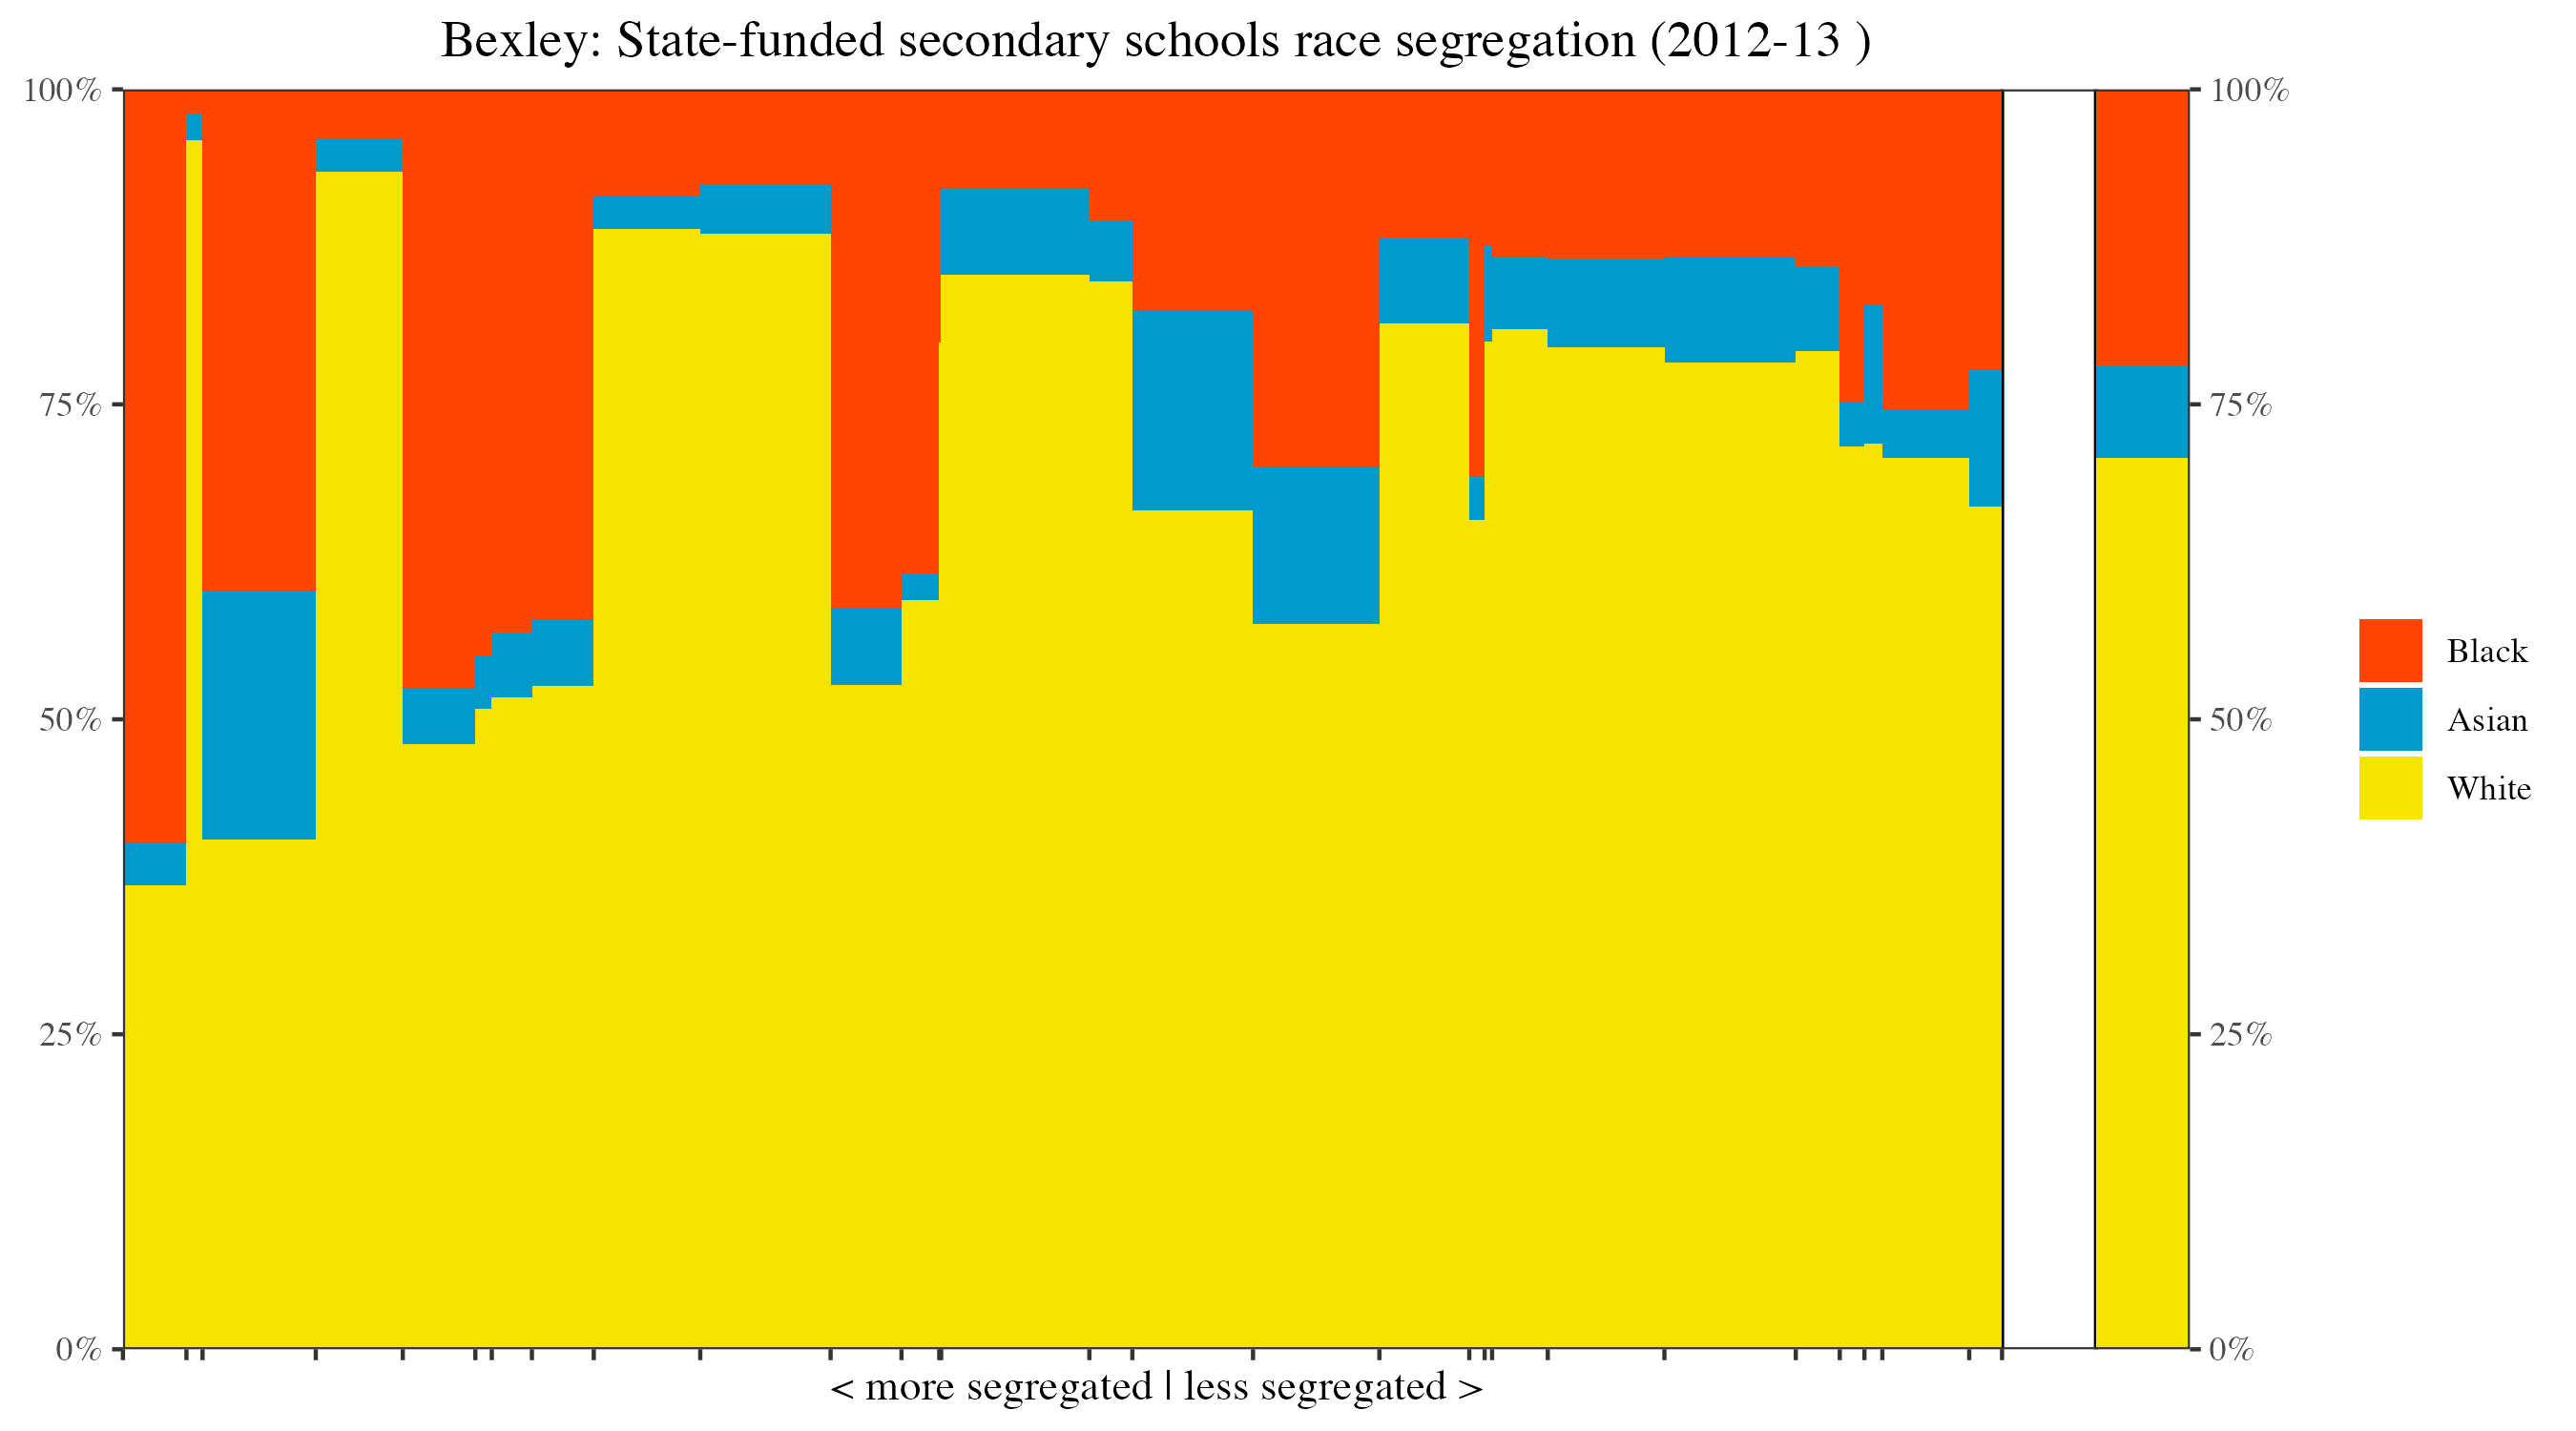 Bexley: State-funded secondary schools race segregation (2012-13 )
100%
75%
50%
25%
0%
100%
75%
50%
25%
0%
Black
Asian
White
< more segregated | less segregated >